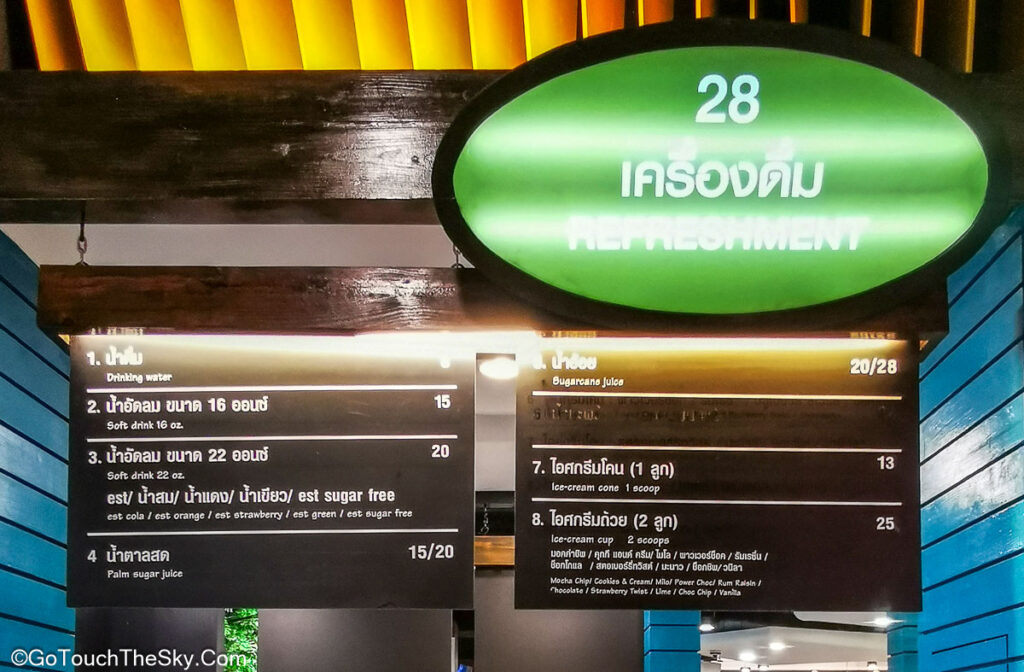 28
เครื่องดื่ม
REFRESHMENT
1. น้ำดื่ม
Drinking water
2. น้ำอัดลม ขนาด 16 ออนซ์ 15
Soft drink 16 oz.
3. น้ำอัดลม ขนาด 22 ออนซ์ 20
Soft drink 22 oz.
est/ น้ำส้ม/ น้ำแดง/ น้ำเขียว/ est sugar free
est cola / est orange / est strawberry / est green / est sugar free
4 น้ำตาลสด 15/20
Palm sugar juice
น้ำอ้อย 20/28
Sugarcane juice
7. ไอศกรีมโคน (1 ลูก) 13
Ice-cream cone 1 scoop
8. ไอศกรีมถ้วย (2 ลูก) 25
Ice-cream cup 2 scoops
มอคค่าชิพ / คุกกี้ แอนด์ ครีม/ ไมโล / พาวเวอร์ช็อค / รัมเรซิ่น /
ช็อกโกแลต / สตอเบอร์รี่ทวิสต์ / มะนาว / ช็อกชิพ/ วนิลา
Mocha Chip/ Cookies & Cream/ Milo/ Power Choc/ Rum Raisin /
Chocolate / Strawberry Twist / Lime / Choc Chip / Vanilla
©GoTouchTheSky.Com